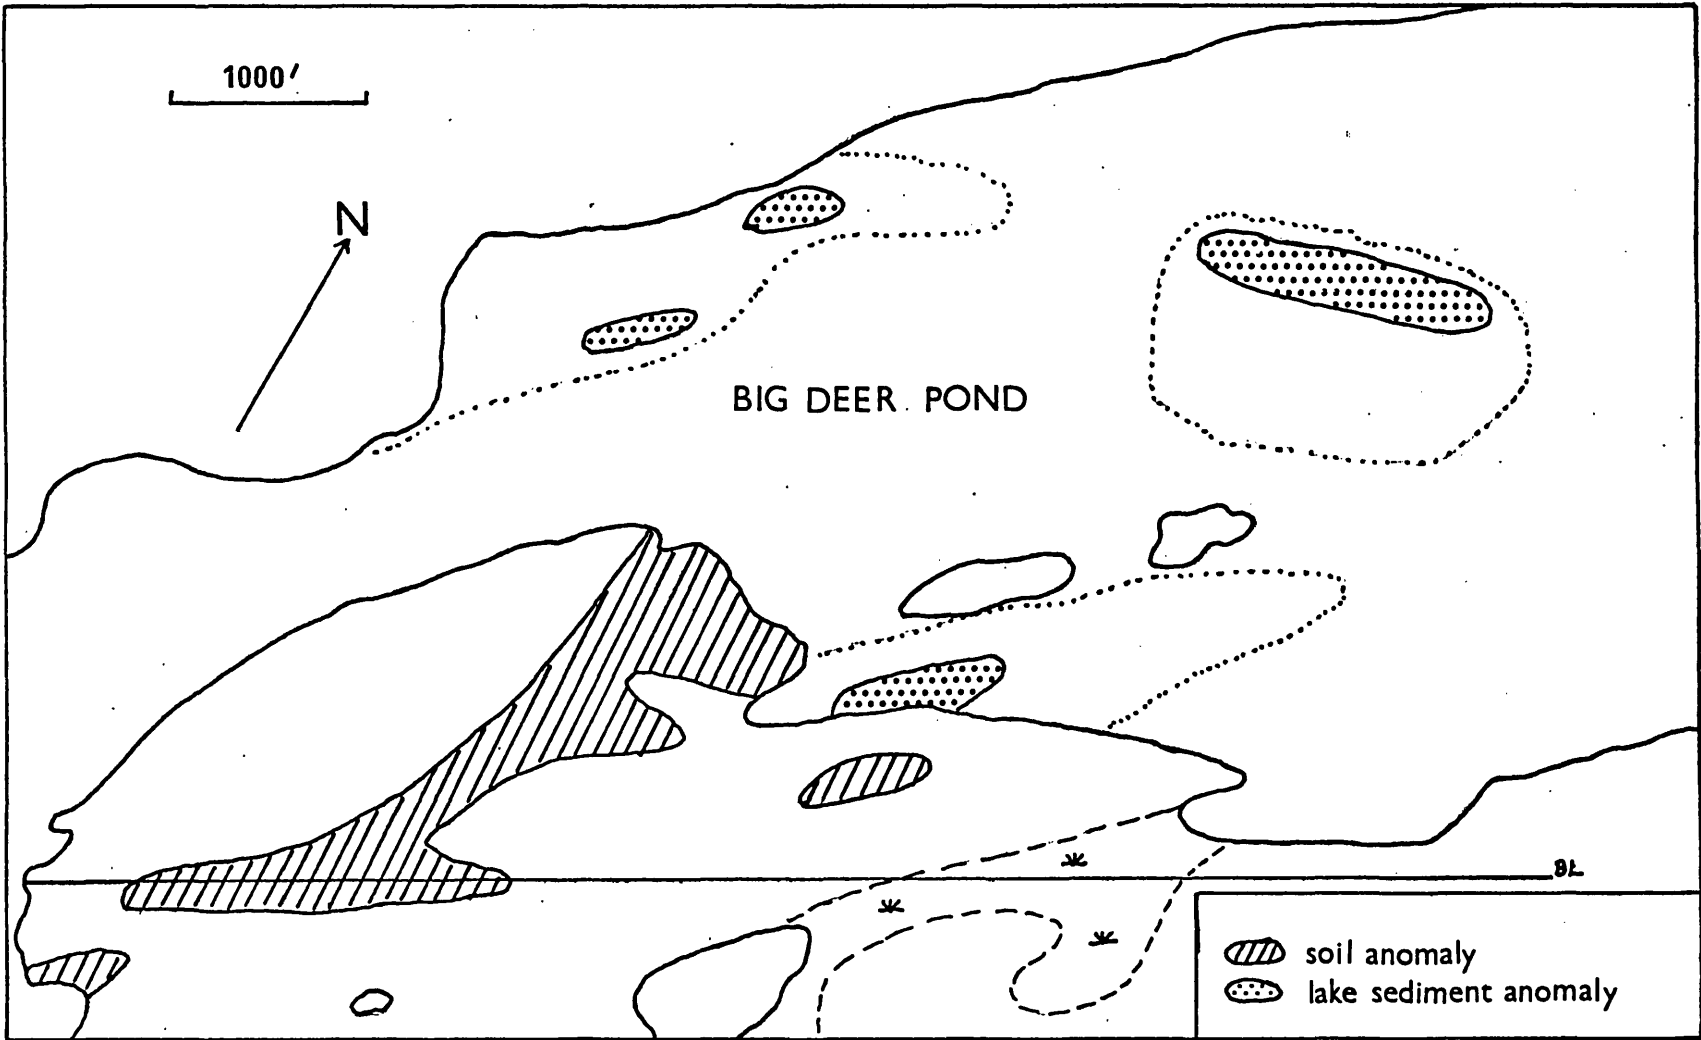 1000'
N
BIG DEER POND
BL
soil anomaly
lake sediment anomaly